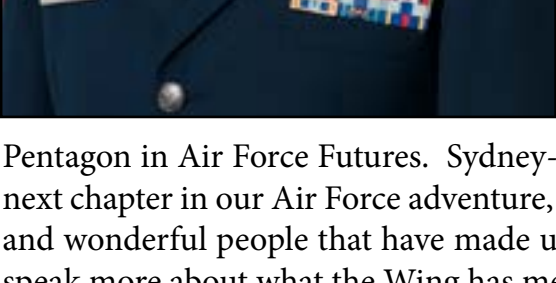 Pentagon in Air Force Futures.  Sydney-
next chapter in our Air Force adventure,
and wonderful people that have made u
speak more about what the Wing has me